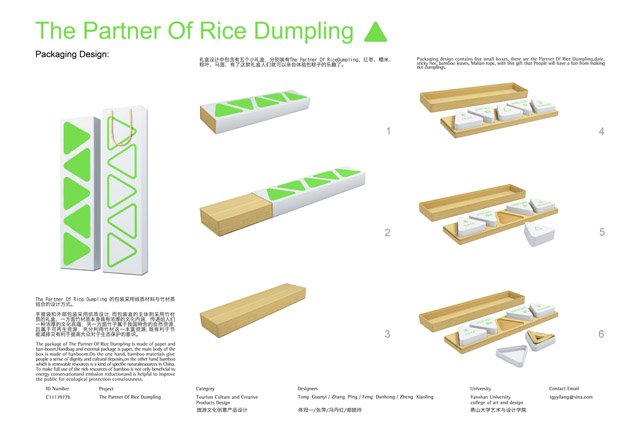 The Partner Of Rice Dumpling
Packaging Design:
礼盒设计中包含有五个小礼盒, 分别装有The Partner Of RiceDumpling, 红枣, 糯米,
粽叶, 马莲, 有了这款礼盒人们就可以亲自体验包粽子的乐趣了。
Packaging design contains five small boxes, there are the Partner Of Rice Dumpling,date,
sticky rice, bamboo leaves, Malian rope, with this gift that People will have a fun from making
rice dumplings.
1
2
3
4
5
6
The Partner Of Rice Dumpling 的包装采用纸质材料与竹材质
结合的设计方式。
手提袋和外部包装采用纸质设计, 而包装盒的主体则采用竹材
质的礼盒, 一方面竹材质本身具有浓厚的文化内涵, 传递给人们
一种浓厚的文化底蕴, 另一方面竹子属于我国特色的自然资源,
且属于可再生资源, 充分利用竹材这一丰富资源, 既有利于节
能减排又有利于提高大众对于生态保护的意识。
The package of The Partner Of Rice Dumpling is made of paper and
ban-boom,Handbag and external package is paper, the main body of the
box is made of bamboom.On the one hand, bamboo materials give
people a sense of dignity and cultural deposits,on the other hand bamboo
which is renewable resources is a kind of specific naturalresources in China.
To make full use of the rich resources of bamboo is not only beneficial to
energy conversationand emission reductionand is helpful to improve
the public for ecological protection consciousness.
ID Number
C11139776
Project
The Partner Of Rice Dumpling
Category
Tourism Culture and Creative
Products Design
旅游文化创意产品设计
Designers
Tong Guanyi / Zhang Ping / Feng Danhong / Zheng Xiaoling
佟冠一/张萍/冯丹红/郑晓玲
University
Yanshan University
college of art and design
燕山大学艺术与设计学院
Contact Email
tgyyilang@sina.com